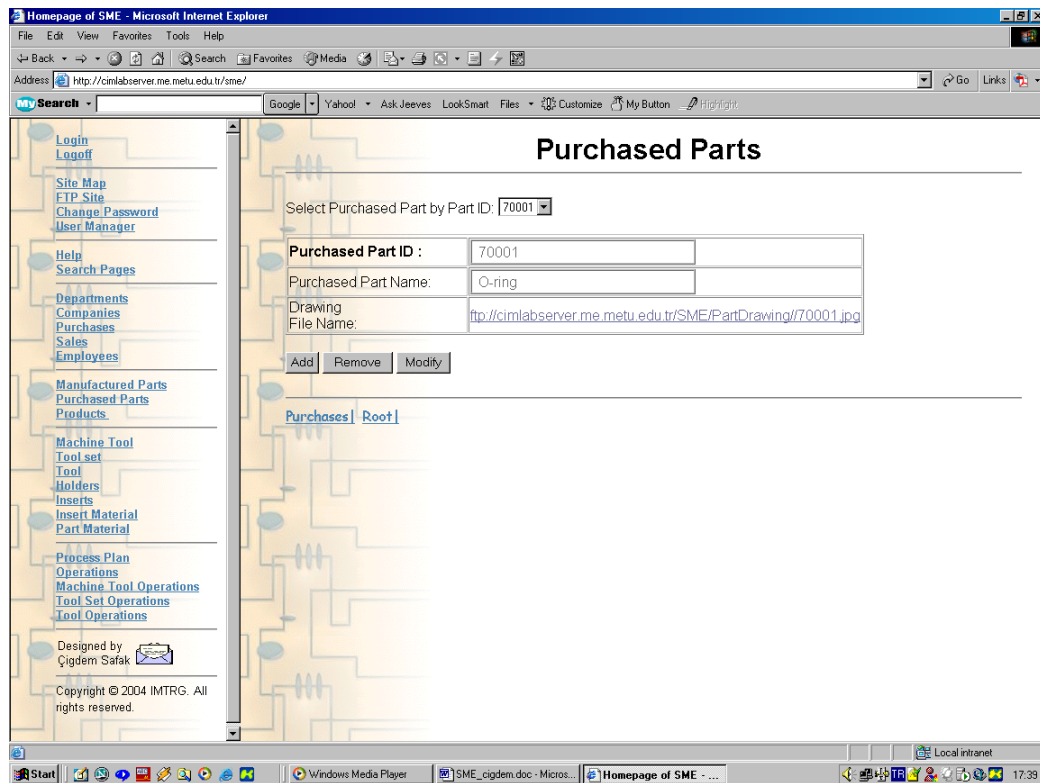 Homepage of SME - Microsoft Internet Explorer
File Edit View Favorites Tools Help
Back Search Favorites Media
Address http://cimlabserver.me.metu.edu.tr/sme/ Go Links
My Search Google Yahoo! Ask Jeeves LookSmart Files Customize My Button Highlight
Login
Logoff
Site Map
FTP Site
Change Password
User Manager
Help
Search Pages
Departments
Companies
Purchases
Sales
Employees
Manufactured Parts
Purchased Parts
Products
Machine Tool
Tool set
Tool
Holders
Inserts
Insert Material
Part Material
Process Plan
Operations
Machine Tool Operations
Tool Set Operations
Tool Operations
Designed by
Çigdem Safak
Copyright © 2004 IMTRG. All
rights reserved.
Purchased Parts
Select Purchased Part by Part ID: 70001
Purchased Part ID : 70001
Purchased Part Name: O-ring
Drawing
File Name: ftp://cimlabserver.me.metu.edu.tr/SME/PartDrawing//70001.jpg
Add Remove Modify
Purchases| Root|
Local intranet
Start Windows Media Player SME_cigdem.doc - Micros... Homepage of SME - ... TR 17:39